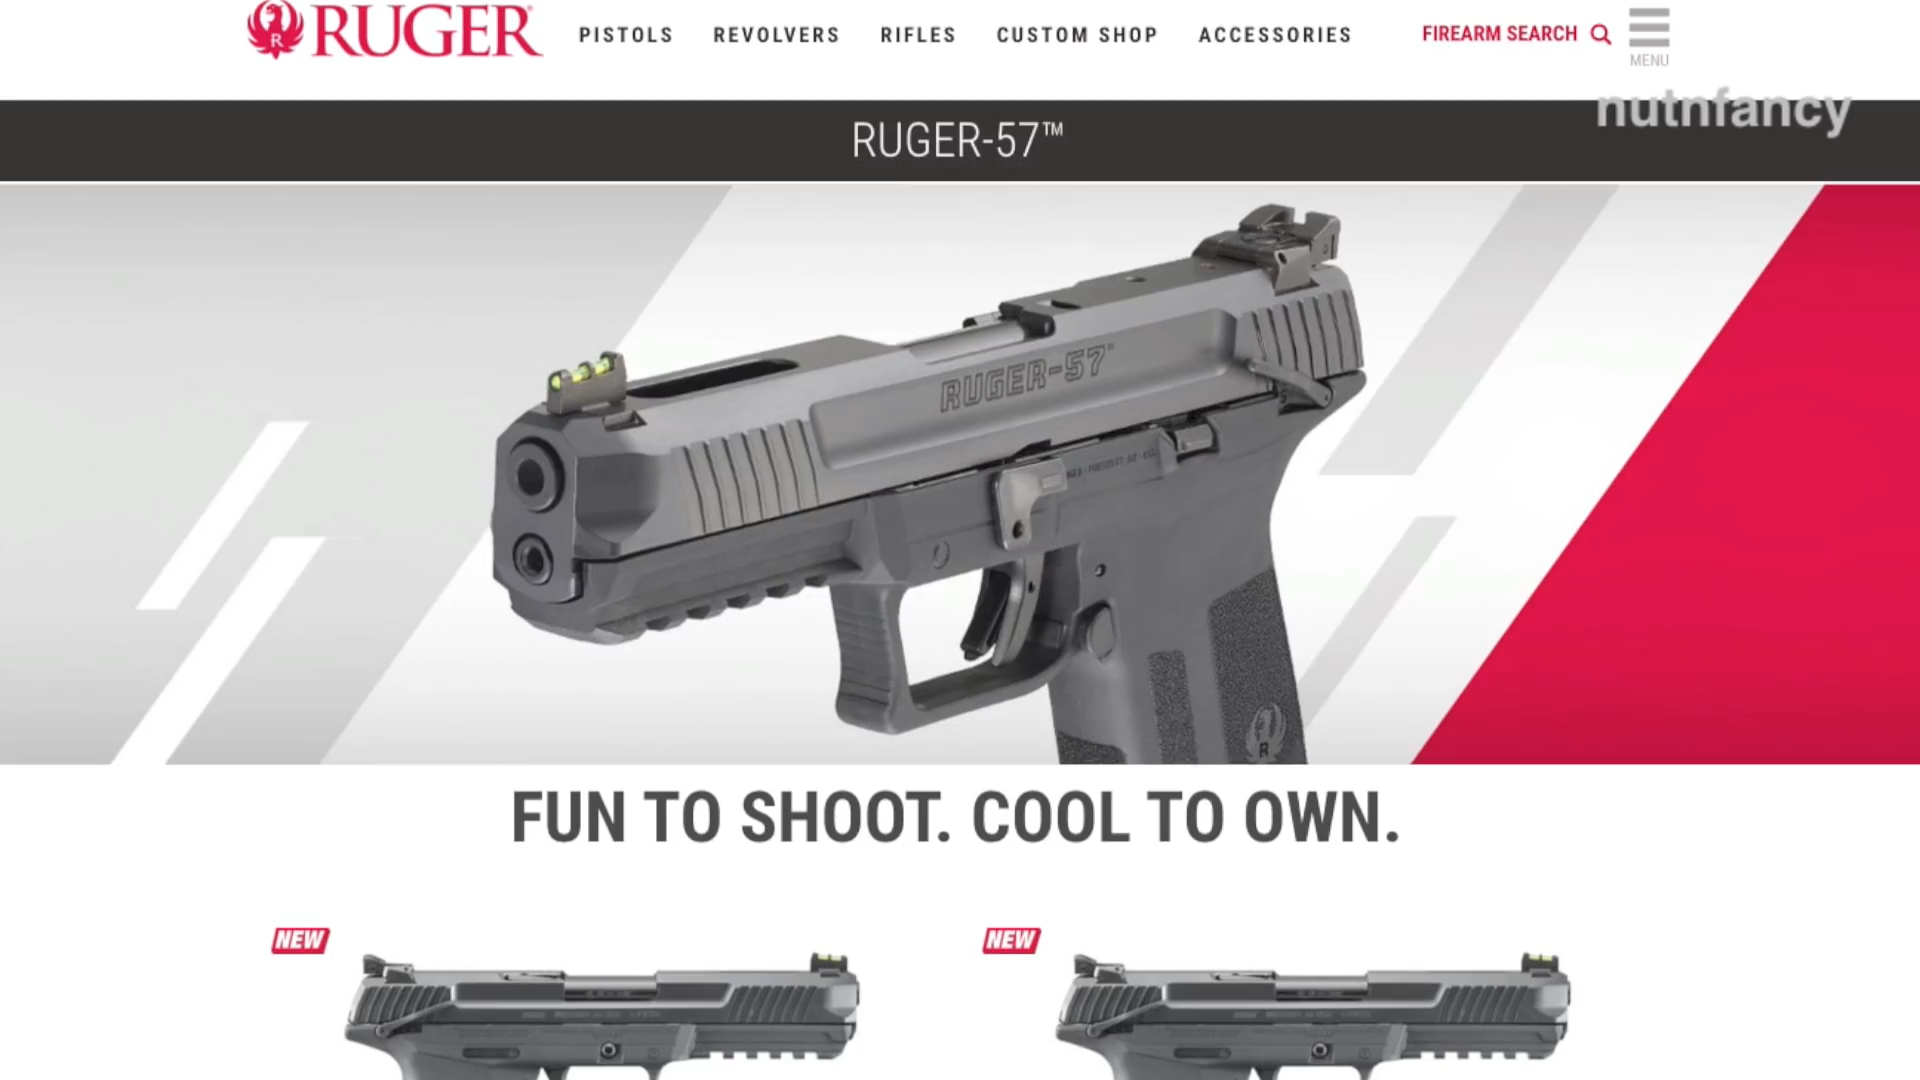 RUGER PISTOLS REVOLVERS RIFLES CUSTOM SHOP ACCESSORIES FIREARM SEARCH
MENU
nutnfancy
RUGER-57™
RUGER-57
R
FUN TO SHOOT. COOL TO OWN.
NEW NEW